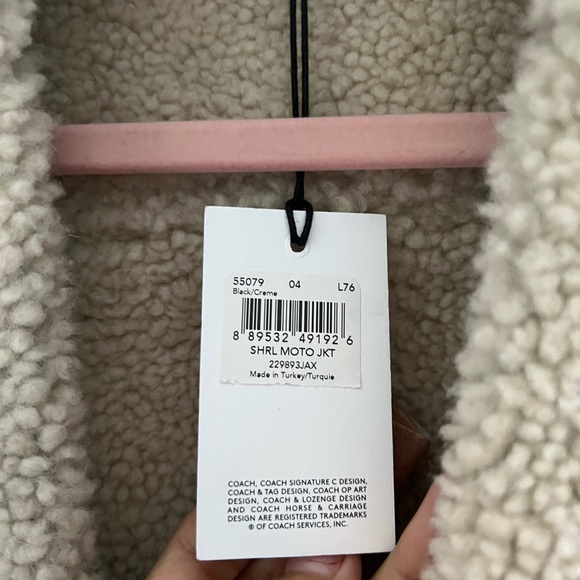 55079 04 L76
Black/Creme
8 89532 49192 6
SHRL MOTO JKT
229893JAX
Made in Turkey/Turquie
COACH, COACH SIGNATURE C DESIGN,
COACH & TAG DESIGN, COACH OP ART
DESIGN, COACH & LOZENGE DESIGN
AND COACH HORSE & CARRIAGE
DESIGN ARE REGISTERED TRADEMARKS
® OF COACH SERVICES, INC.